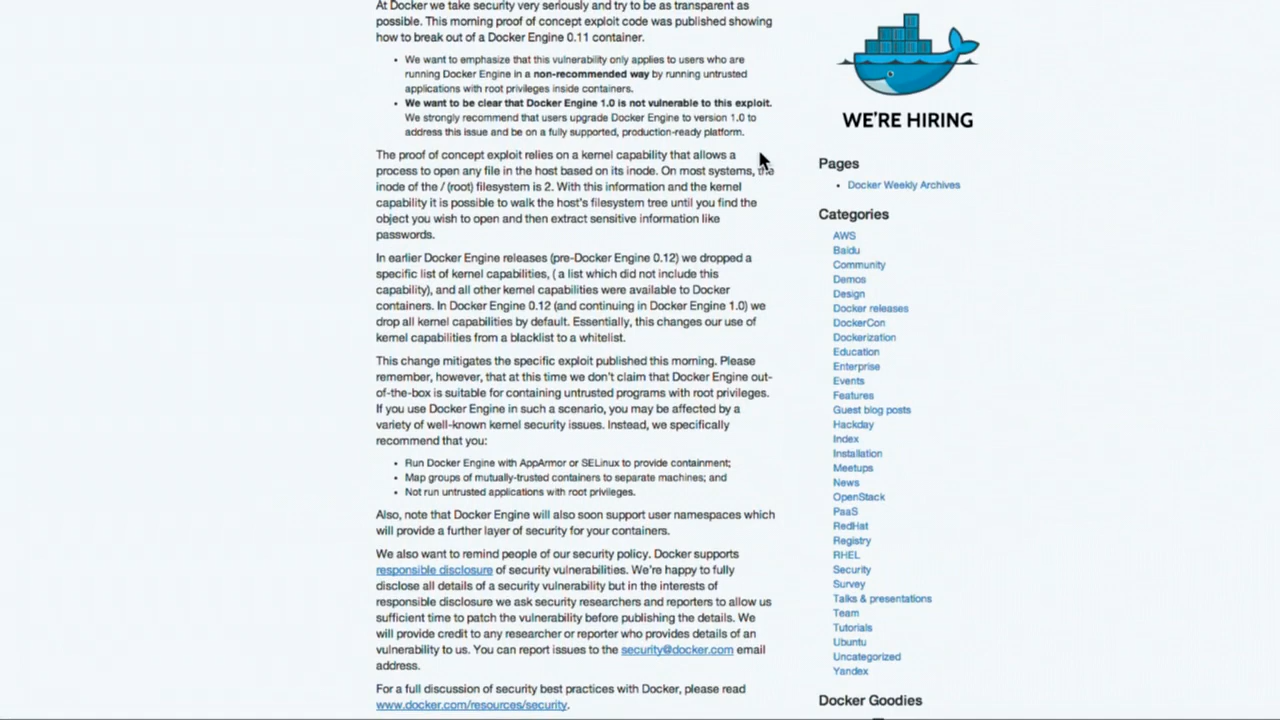 At Docker we take security very seriously and try to be as transparent as
possible. This morning proof of concept exploit code was published showing
how to break out of a Docker Engine 0.11 container.
• We want to emphasize that this vulnerability only applies to users who are
running Docker Engine in a non-recommended way by running untrusted
applications with root privileges inside containers.
• We want to be clear that Docker Engine 1.0 is not vulnerable to this exploit.
We strongly recommend that users upgrade Docker Engine to version 1.0 to
address this issue and be on a fully supported, production-ready platform.
The proof of concept exploit relies on a kernel capability that allows a
process to open any file in the host based on its inode. On most systems, the
inode of the / (root) filesystem is 2. With this information and the kernel
capability it is possible to walk the host's filesystem tree until you find the
object you wish to open and then extract sensitive information like
passwords.
In earlier Docker Engine releases (pre-Docker Engine 0.12) we dropped a
specific list of kernel capabilities, ( a list which did not include this
capability), and all other kernel capabilities were available to Docker
containers. In Docker Engine 0.12 (and continuing in Docker Engine 1.0) we
drop all kernel capabilities by default. Essentially, this changes our use of
kernel capabilities from a blacklist to a whitelist.
This change mitigates the specific exploit published this morning. Please
remember, however, that at this time we don't claim that Docker Engine out-
of-the-box is suitable for containing untrusted programs with root privileges.
If you use Docker Engine in such a scenario, you may be affected by a
variety of well-known kernel security issues. Instead, we specifically
recommend that you:
• Run Docker Engine with AppArmor or SELinux to provide containment;
• Map groups of mutually-trusted containers to separate machines; and
• Not run untrusted applications with root privileges.
Also, note that Docker Engine will also soon support user namespaces which
will provide a further layer of security for your containers.
We also want to remind people of our security policy. Docker supports
responsible disclosure of security vulnerabilities. We're happy to fully
disclose all details of a security vulnerability but in the interests of
responsible disclosure we ask security researchers and reporters to allow us
sufficient time to patch the vulnerability before publishing the details. We
will provide credit to any researcher or reporter who provides details of an
vulnerability to us. You can report issues to the security@docker.com email
address.
For a full discussion of security best practices with Docker, please read
www.docker.com/resources/security.
WE'RE HIRING
Pages
• Docker Weekly Archives
Categories
AWS
Baidu
Community
Demos
Design
Docker releases
DockerCon
Dockerization
Education
Enterprise
Events
Features
Guest blog posts
Hackday
Index
Installation
Meetups
News
OpenStack
PaaS
RedHat
Registry
RHEL
Security
Survey
Talks & presentations
Team
Tutorials
Ubuntu
Uncategorized
Yandex
Docker Goodies